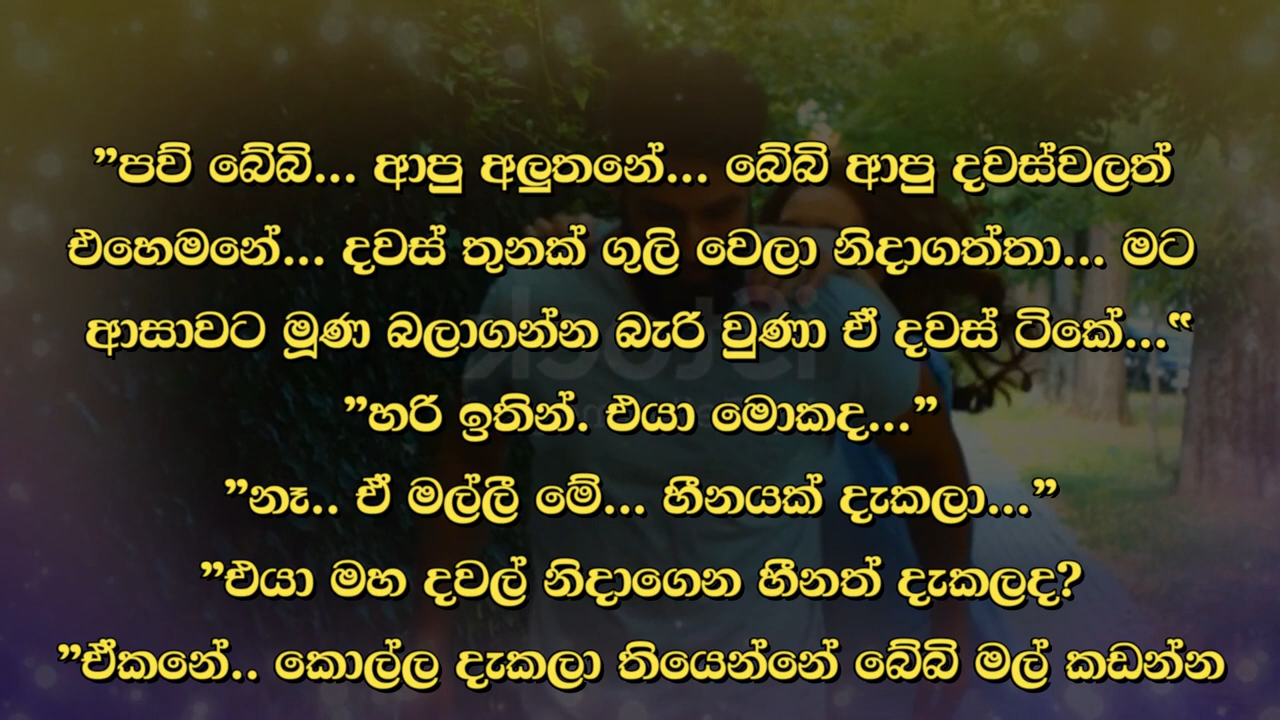 ”පව් බේබි... ආපු අලුතනේ... බේබි ආපු දවස්වලත්
එහෙමනේ... දවස් තුනක් ගුලි වෙලා නිදාගත්තා... මට
ආසාවට මූණ බලාගන්න බැරි වුණා ඒ දවස් ටිකේ...“
”හරි ඉතින්. එයා මොකද...”
”නෑ.. ඒ මල්ලී මේ... හීනයක් දැකලා...”
”එයා මහ දවල් නිදාගෙන හීනත් දැකලද?
”ඒකනේ.. කොල්ල දැකලා තියෙන්නේ බේබි මල් කඩන්න